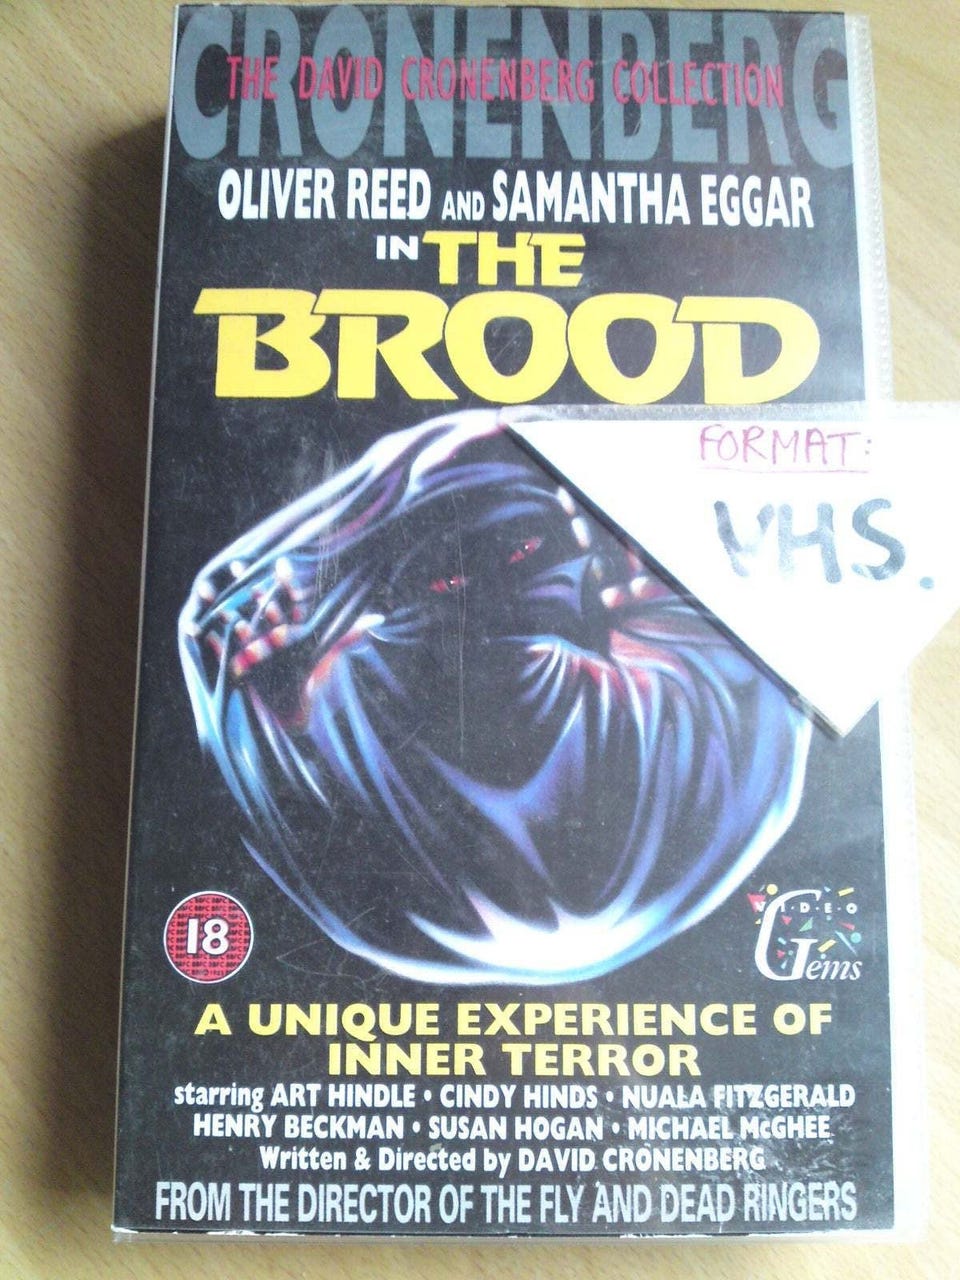 CRONENBERG
THE DAVID CRONENBERG COLLECTION
OLIVER REED AND SAMANTHA EGGAR
IN THE
BROOD
FORMAT:
VHS.
18
VIDEO
Gems
A UNIQUE EXPERIENCE OF
INNER TERROR
starring ART HINDLE • CINDY HINDS • NUALA FITZGERALD
HENRY BECKMAN • SUSAN HOGAN • MICHAEL McGHEE
Written & Directed by DAVID CRONENBERG
FROM THE DIRECTOR OF THE FLY AND DEAD RINGERS